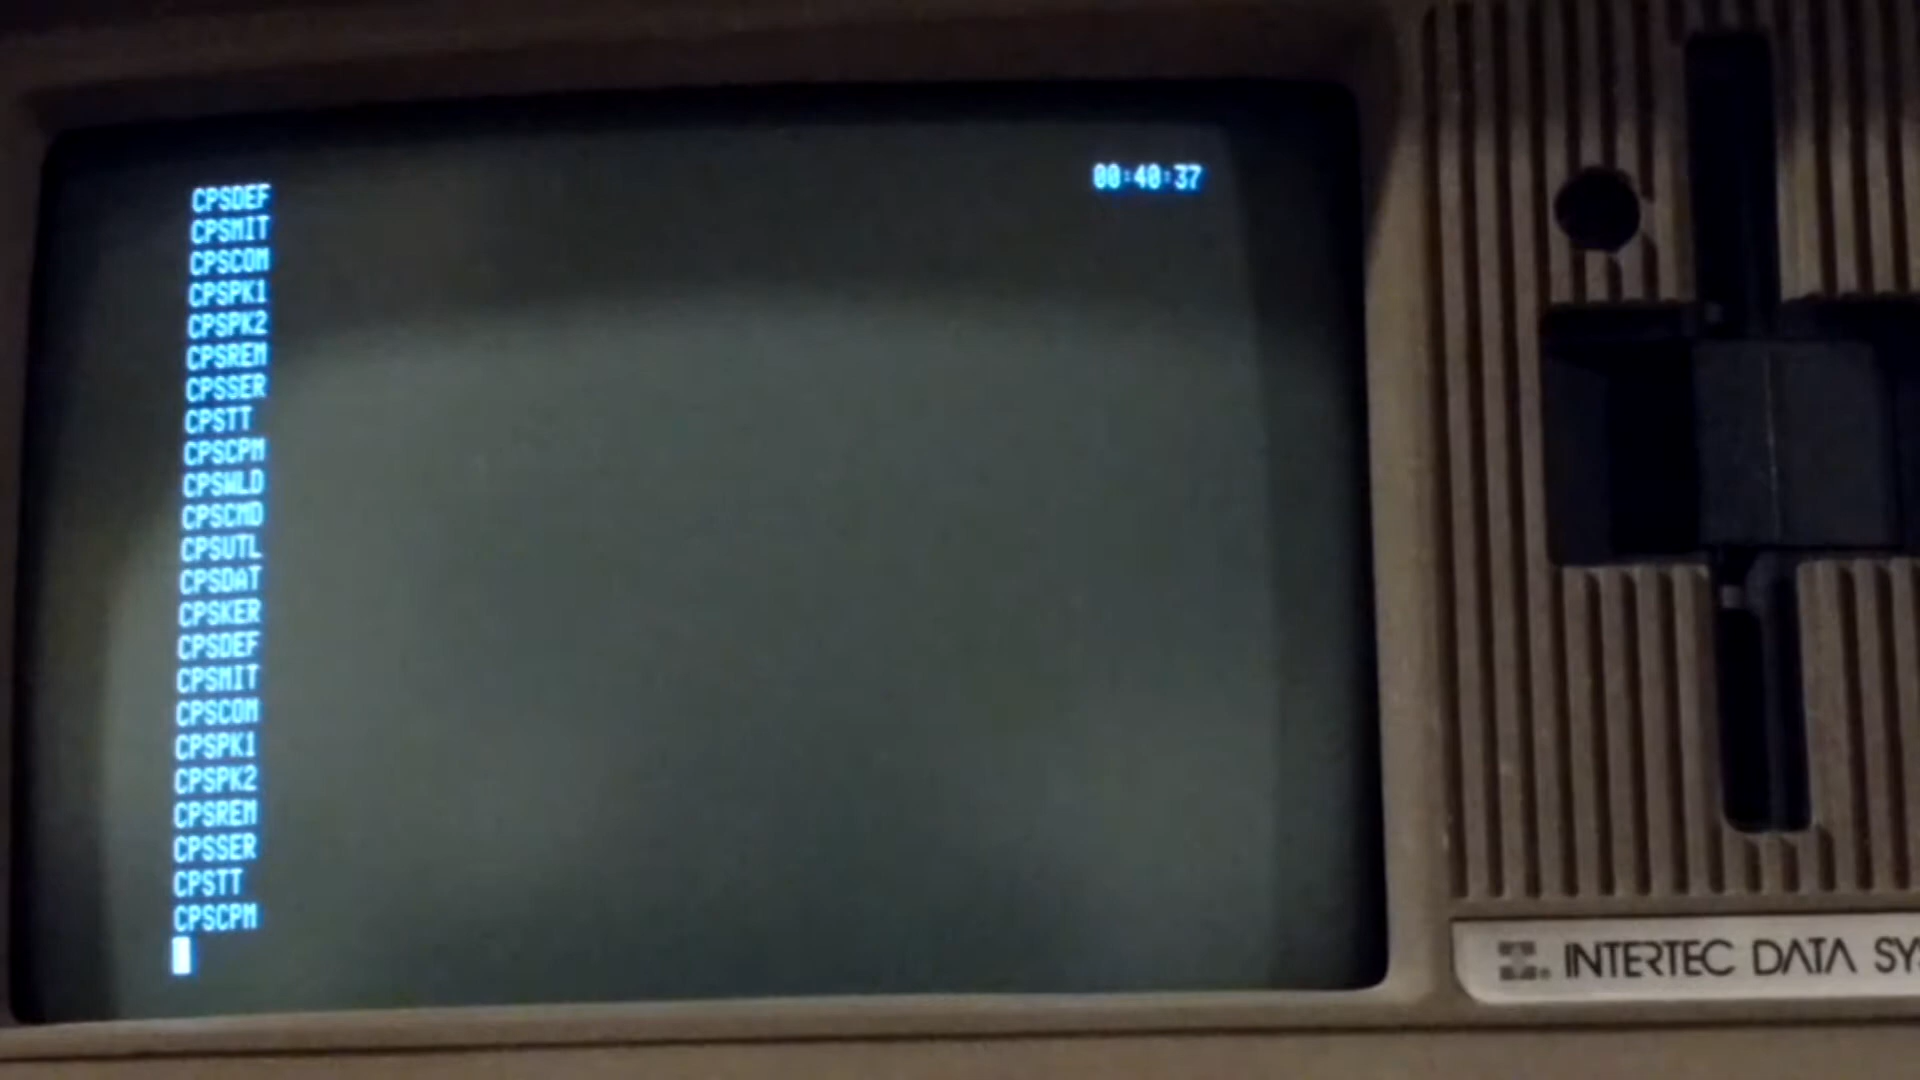 00:40:37
CPSDEF
CPSMIT
CPSCOM
CPSPK1
CPSPK2
CPSREM
CPSSER
CPSTT
CPSCPM
CPSWLD
CPSCMD
CPSUTL
CPSDAT
CPSKER
CPSDEF
CPSMIT
CPSCOM
CPSPK1
CPSPK2
CPSREM
CPSSER
CPSTT
CPSCPM
INTERTEC DATA SYS